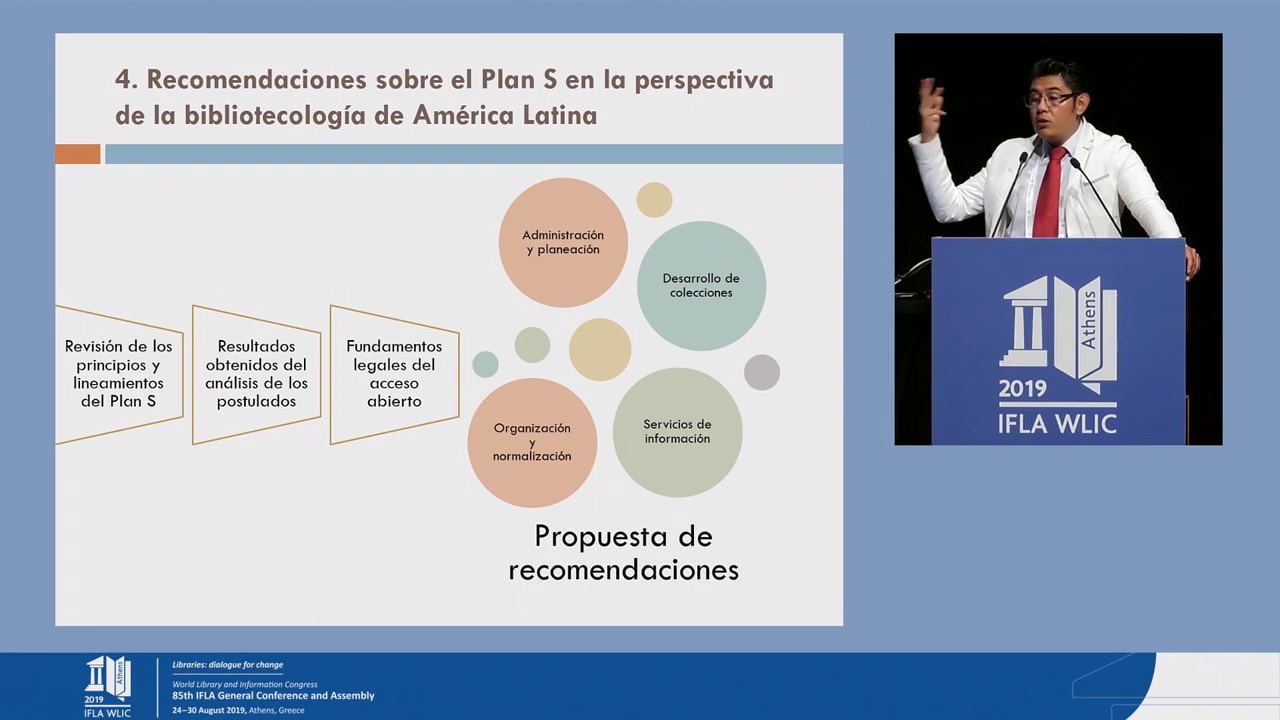 4. Recomendaciones sobre el Plan S en la perspectiva
de la bibliotecología de América Latina
Revisión de los
principios y
lineamientos
del Plan S
Resultados
obtenidos del
análisis de los
postulados
Fundamentos
legales del
acceso
abierto
Administración
y planeación
Desarrollo de
colecciones
Organización
y
normalización
Servicios de
información
Propuesta de
recomendaciones
Athens
2019
IFLA WLIC
Athens
2019
IFLA WLIC
Libraries: dialogue for change
World Library and Information Congress
85th IFLA General Conference and Assembly
24–30 August 2019, Athens, Greece